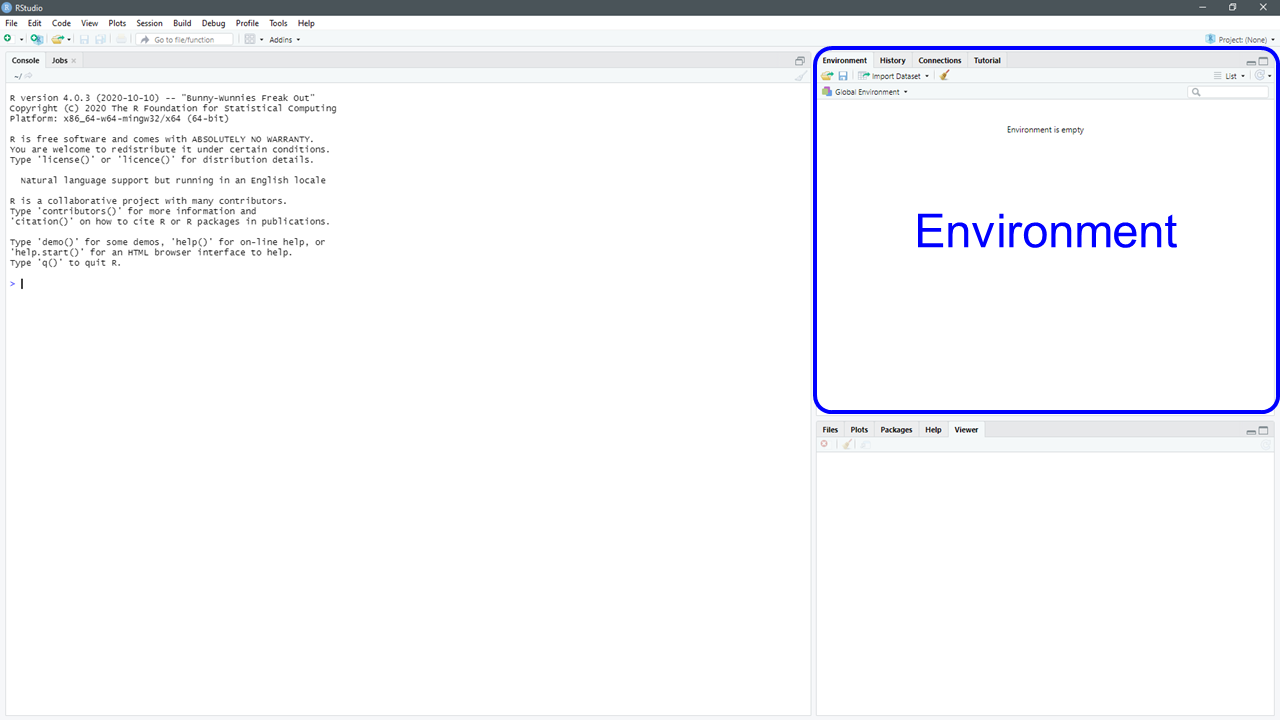 RStudio
File Edit Code View Plots Session Build Debug Profile Tools Help
Go to file/function Addins Project: (None)
Console Jobs
~/
R version 4.0.3 (2020-10-10) -- "Bunny-Wunnies Freak Out"
Copyright (C) 2020 The R Foundation for Statistical Computing
Platform: x86_64-w64-mingw32/x64 (64-bit)
R is free software and comes with ABSOLUTELY NO WARRANTY.
You are welcome to redistribute it under certain conditions.
Type 'license()' or 'licence()' for distribution details.
Natural language support but running in an English locale
R is a collaborative project with many contributors.
Type 'contributors()' for more information and
'citation()' on how to cite R or R packages in publications.
Type 'demo()' for some demos, 'help()' for on-line help, or
'help.start()' for an HTML browser interface to help.
Type 'q()' to quit R.
>
Environment History Connections Tutorial
Import Dataset List
Global Environment
Environment is empty
Environment
Files Plots Packages Help Viewer